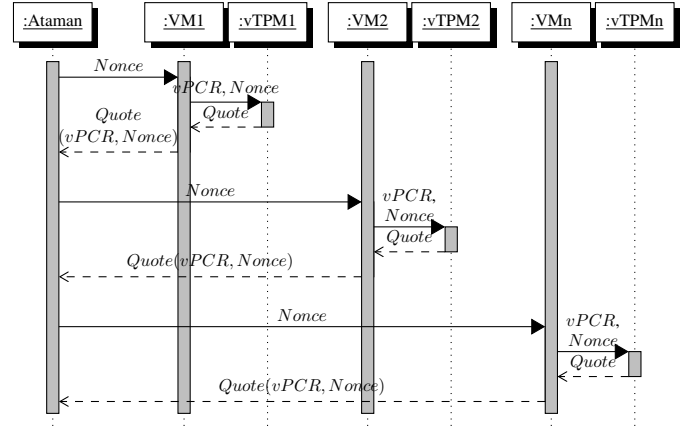 :Ataman :VM1 :vTPM1 :VM2 :vTPM2 :VMn :vTPMn
Nonce
vPCR, Nonce
Quote
Quote
(vPCR, Nonce)
Nonce
vPCR,
Nonce
Quote
Quote(vPCR, Nonce)
Nonce
vPCR,
Nonce
Quote
Quote(vPCR, Nonce)